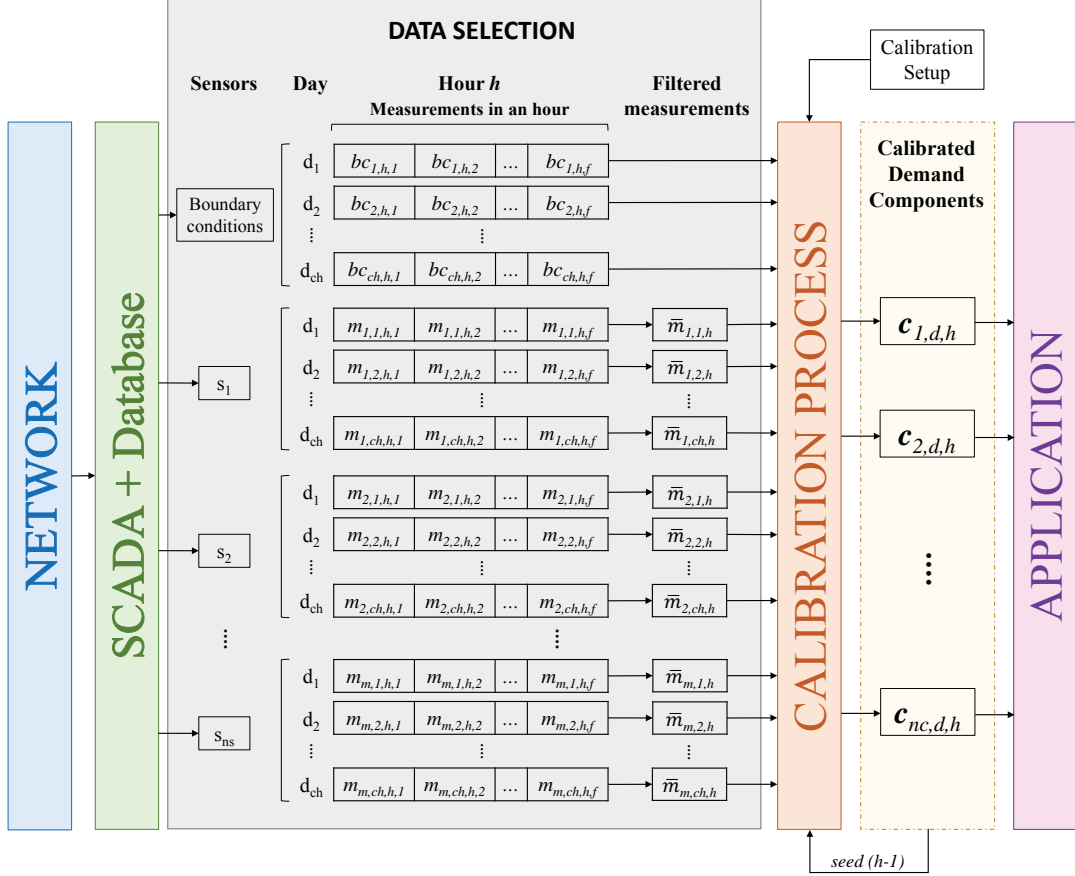 DATA SELECTION
Sensors
Day
Hour h
Measurements in an hour
Filtered
measurements
Calibration
Setup
NETWORK
SCADA + Database
Boundary
conditions
d1 bc1,h,1 bc1,h,2 ... bc1,h,f
d2 bc2,h,1 bc2,h,2 ... bc2,h,f
dch bcch,h,1 bcch,h,2 ... bcch,h,f
s1
d1 m1,1,h,1 m1,1,h,2 ... m1,1,h,f m̅1,1,h
d2 m1,2,h,1 m1,2,h,2 ... m1,2,h,f m̅1,2,h
dch m1,ch,h,1 m1,ch,h,2 ... m1,ch,h,f m̅1,ch,h
s2
d1 m2,1,h,1 m2,1,h,2 ... m2,1,h,f m̅2,1,h
d2 m2,2,h,1 m2,2,h,2 ... m2,2,h,f m̅2,2,h
dch m2,ch,h,1 m2,ch,h,2 ... m2,ch,h,f m̅2,ch,h
sns
d1 mm,1,h,1 mm,1,h,2 ... mm,1,h,f m̅m,1,h
d2 mm,2,h,1 mm,2,h,2 ... mm,2,h,f m̅m,2,h
dch mm,ch,h,1 mm,ch,h,2 ... mm,ch,h,f m̅m,ch,h
CALIBRATION PROCESS
Calibrated
Demand
Components
c1,d,h
c2,d,h
cnc,d,h
seed (h-1)
APPLICATION